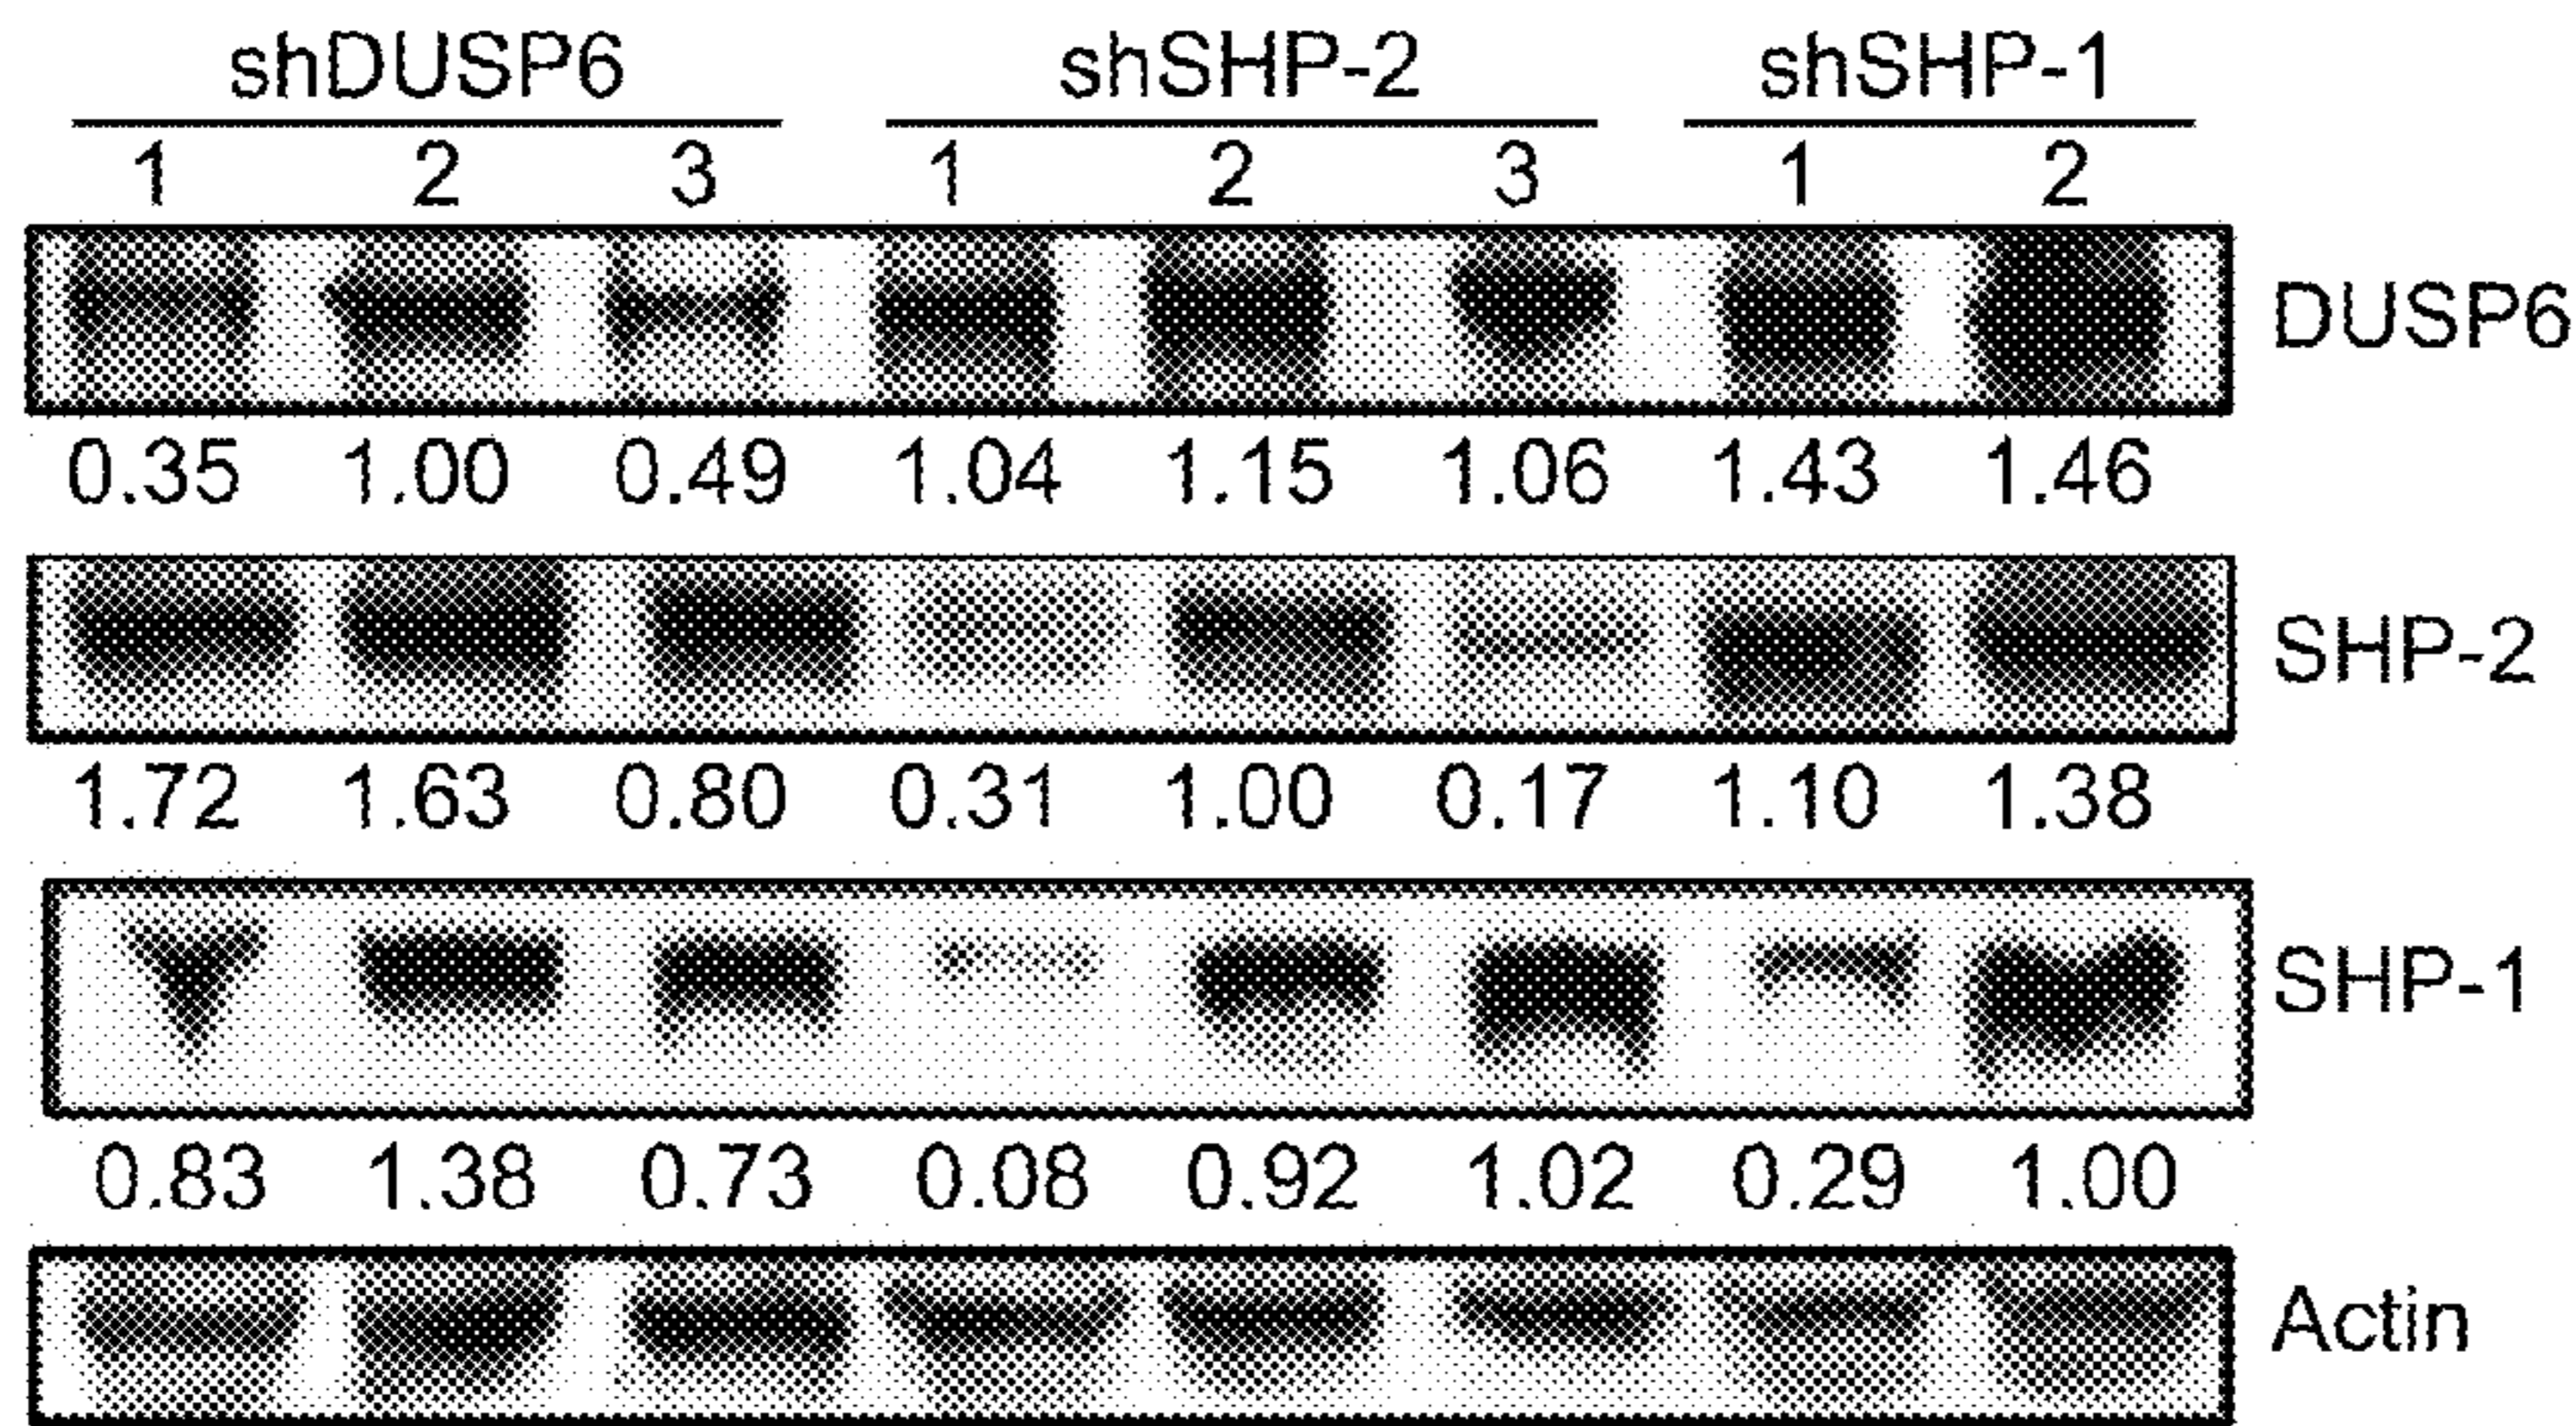 shDUSP6 shSHP-2 shSHP-1
1 2 3 1 2 3 1 2
DUSP6
0.35 1.00 0.49 1.04 1.15 1.06 1.43 1.46
SHP-2
1.72 1.63 0.80 0.31 1.00 0.17 1.10 1.38
SHP-1
0.83 1.38 0.73 0.08 0.92 1.02 0.29 1.00
Actin